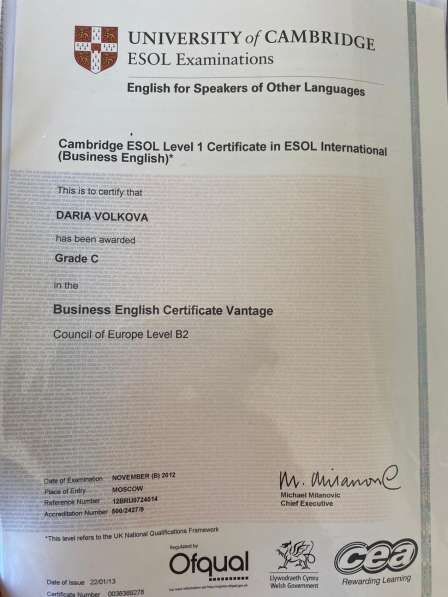 UNIVERSITY of CAMBRIDGE
ESOL Examinations
English for Speakers of Other Languages
Cambridge ESOL Level 1 Certificate in ESOL International
(Business English)*
This is to certify that
DARIA VOLKOVA
has been awarded
Grade C
in the
Business English Certificate Vantage
Council of Europe Level B2
Date of Examination NOVEMBER (B) 2012
Place of Entry MOSCOW
Reference Number 12BRU0724014
Accreditation Number 500/2427/9
M. Milanovic
Michael Milanovic
Chief Executive
*This level refers to the UK National Qualifications Framework
Regulated by
Ofqual
Llywodraeth Cymru
Welsh Government
cea
Rewarding Learning
Date of Issue 22/01/13
Certificate Number 0036386278